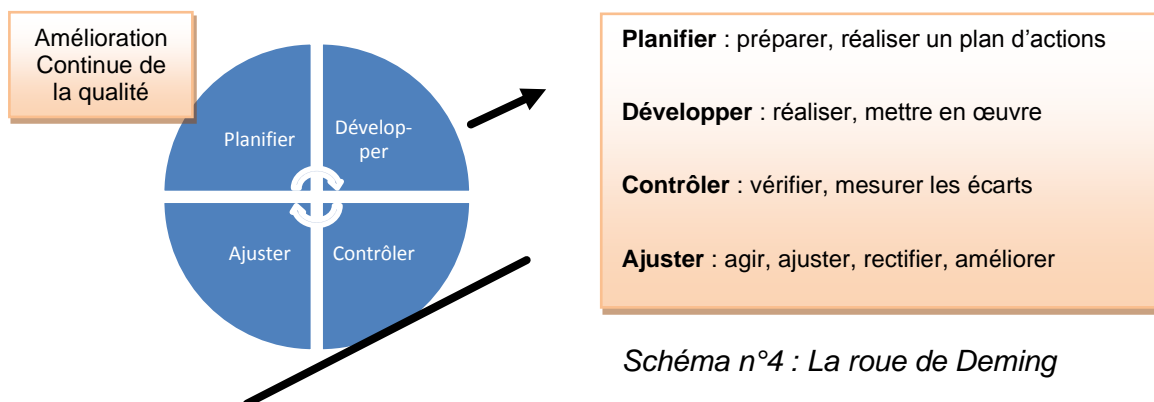 Amélioration
Continue de
la qualité
Planifier
Dévelop-
per
Ajuster
Contrôler
Planifier : préparer, réaliser un plan d’actions
Développer : réaliser, mettre en œuvre
Contrôler : vérifier, mesurer les écarts
Ajuster : agir, ajuster, rectifier, améliorer
Schéma n°4 : La roue de Deming